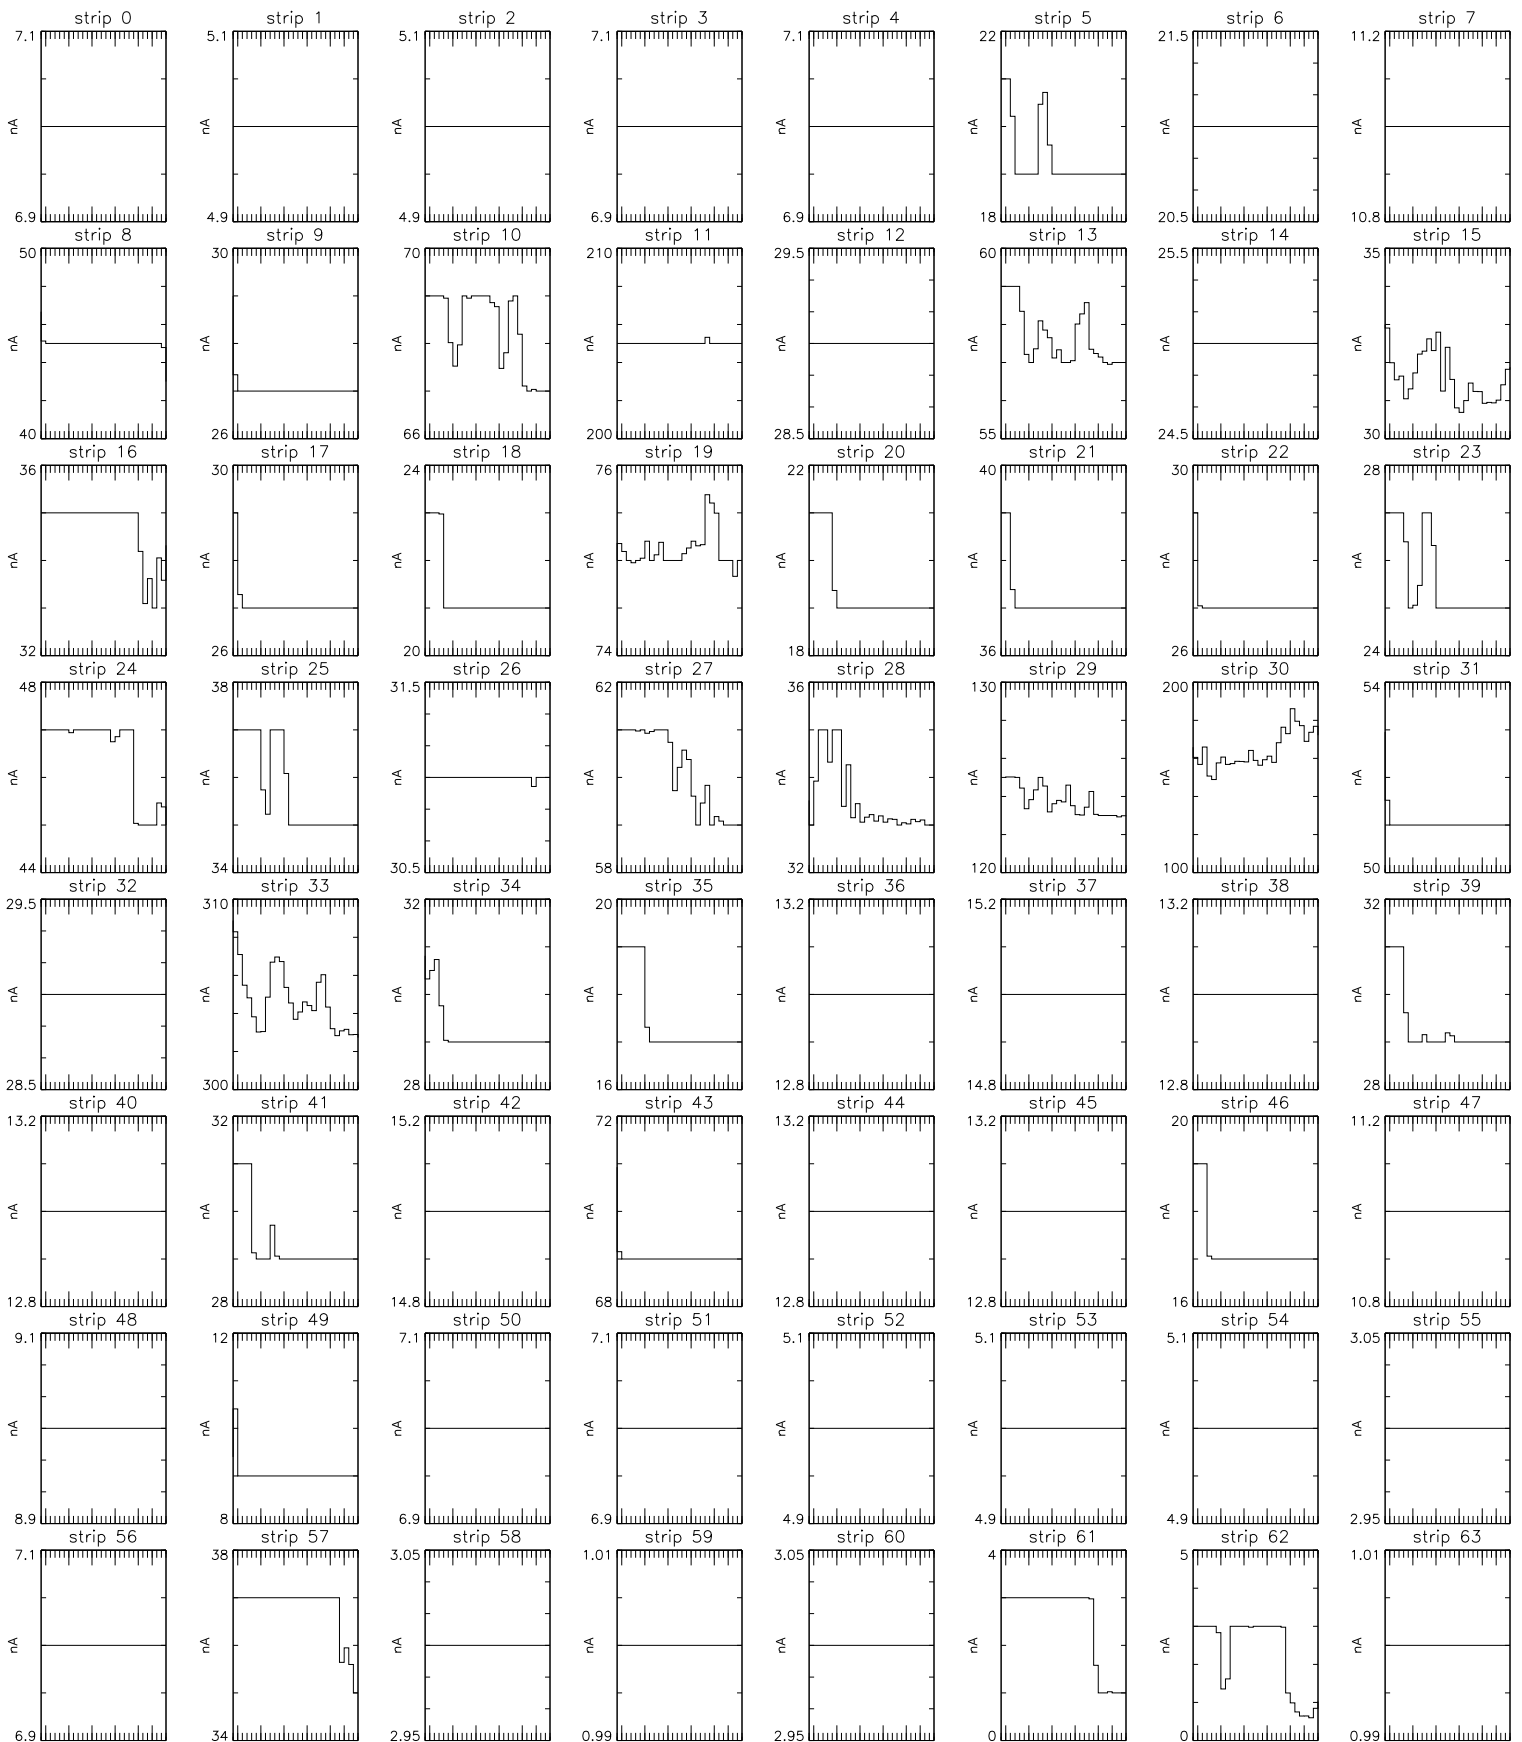 strip 0 strip 1 strip 2 strip 3 strip 4 strip 5 strip 6 strip 7
7.1 5.1 5.1 7.1 7.1 22 21.5 11.2
nA nA nA nA nA nA nA nA
6.9 4.9 4.9 6.9 6.9 18 20.5 10.8
strip 8 strip 9 strip 10 strip 11 strip 12 strip 13 strip 14 strip 15
50 30 70 210 29.5 60 25.5 35
nA nA nA nA nA nA nA nA
40 26 66 200 28.5 55 24.5 30
strip 16 strip 17 strip 18 strip 19 strip 20 strip 21 strip 22 strip 23
36 30 24 76 22 40 30 28
nA nA nA nA nA nA nA nA
32 26 20 74 18 36 26 24
strip 24 strip 25 strip 26 strip 27 strip 28 strip 29 strip 30 strip 31
48 38 31.5 62 36 130 200 54
nA nA nA nA nA nA nA nA
44 34 30.5 58 32 120 100 50
strip 32 strip 33 strip 34 strip 35 strip 36 strip 37 strip 38 strip 39
29.5 310 32 20 13.2 15.2 13.2 32
nA nA nA nA nA nA nA nA
28.5 300 28 16 12.8 14.8 12.8 28
strip 40 strip 41 strip 42 strip 43 strip 44 strip 45 strip 46 strip 47
13.2 32 15.2 72 13.2 13.2 20 11.2
nA nA nA nA nA nA nA nA
12.8 28 14.8 68 12.8 12.8 16 10.8
strip 48 strip 49 strip 50 strip 51 strip 52 strip 53 strip 54 strip 55
9.1 12 7.1 7.1 5.1 5.1 5.1 3.05
nA nA nA nA nA nA nA nA
8.9 8 6.9 6.9 4.9 4.9 4.9 2.95
strip 56 strip 57 strip 58 strip 59 strip 60 strip 61 strip 62 strip 63
7.1 38 3.05 1.01 3.05 4 5 1.01
nA nA nA nA nA nA nA nA
6.9 34 2.95 0.99 2.95 0 0 0.99